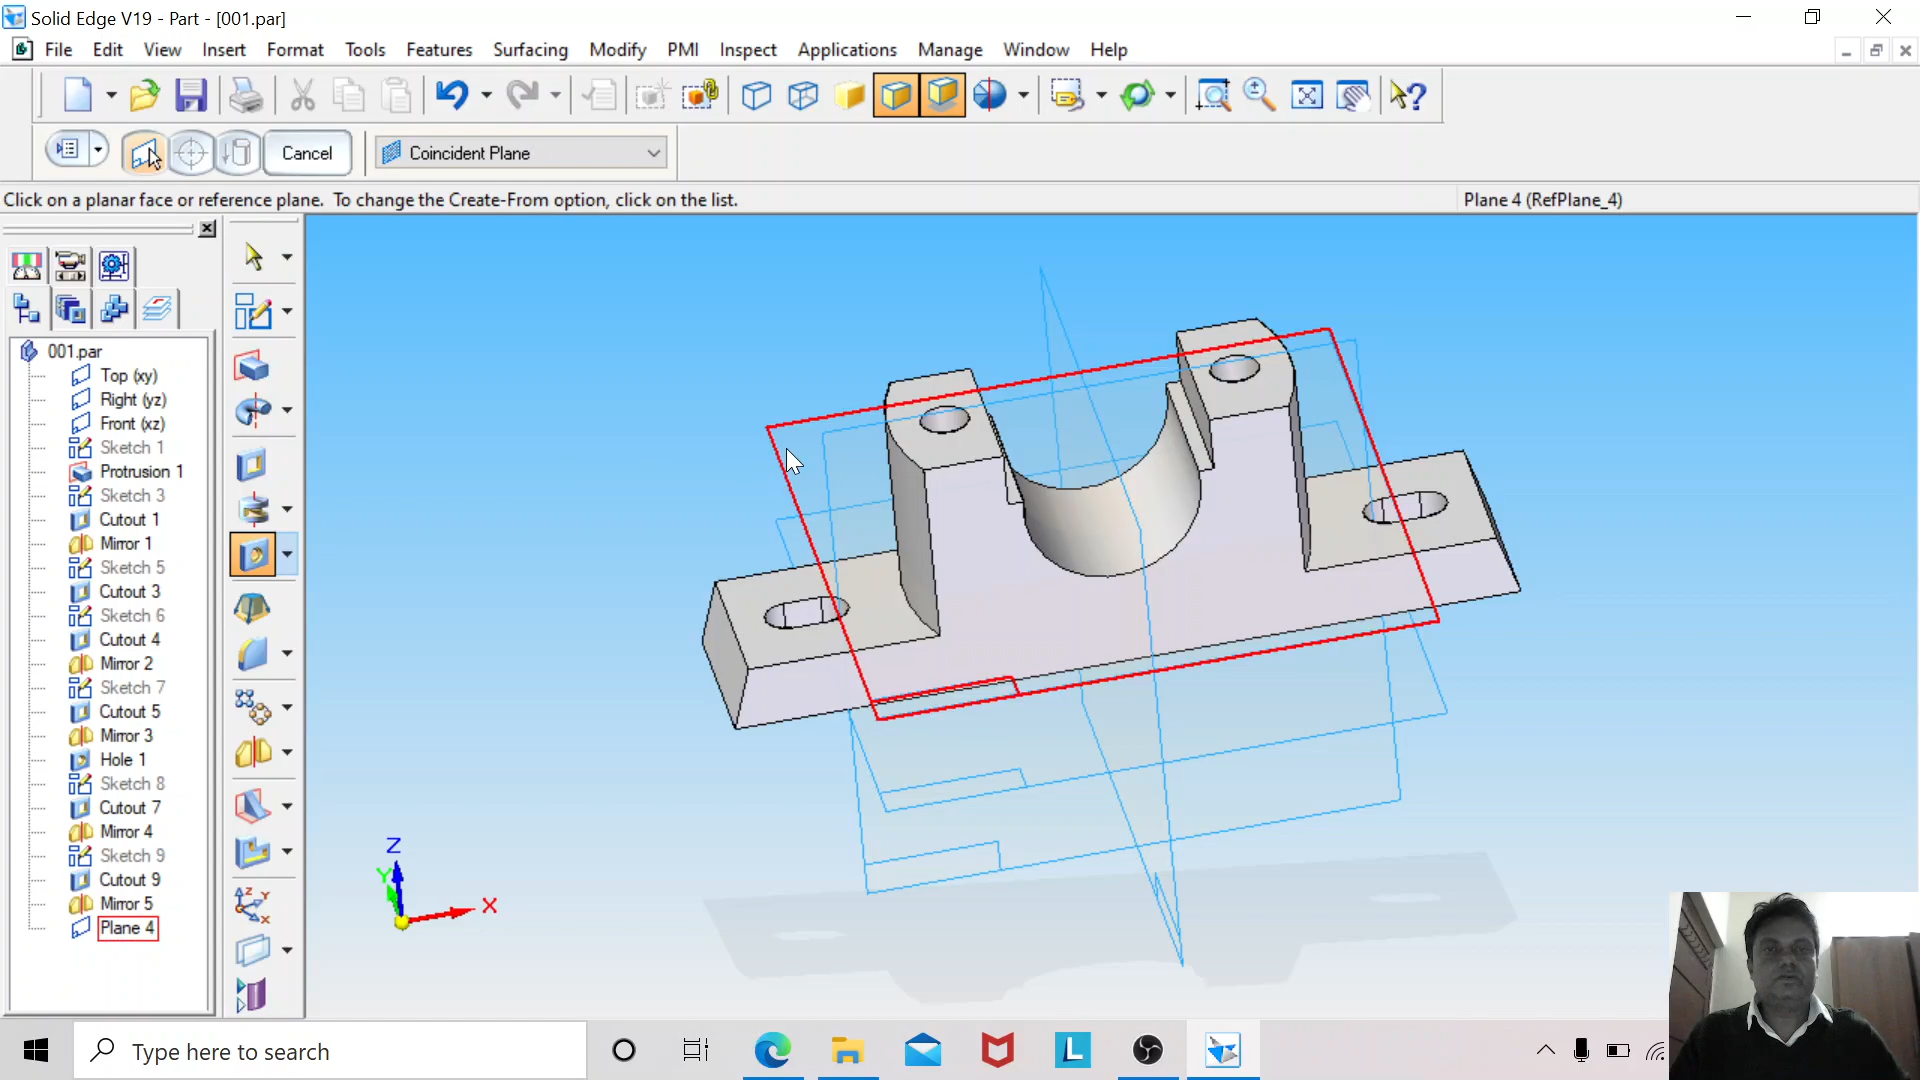 Solid Edge V19 - Part - [001.par]
File Edit View Insert Format Tools Features Surfacing Modify PMI Inspect Applications Manage Window Help
Cancel
Coincident Plane
Click on a planar face or reference plane. To change the Create-From option, click on the list.
Plane 4 (RefPlane_4)
001.par
Top (xy)
Right (yz)
Front (xz)
Sketch 1
Protrusion 1
Sketch 3
Cutout 1
Mirror 1
Sketch 5
Cutout 3
Sketch 6
Cutout 4
Mirror 2
Sketch 7
Cutout 5
Mirror 3
Hole 1
Sketch 8
Cutout 7
Mirror 4
Sketch 9
Cutout 9
Mirror 5
Plane 4
Z
Y
X
Type here to search
L